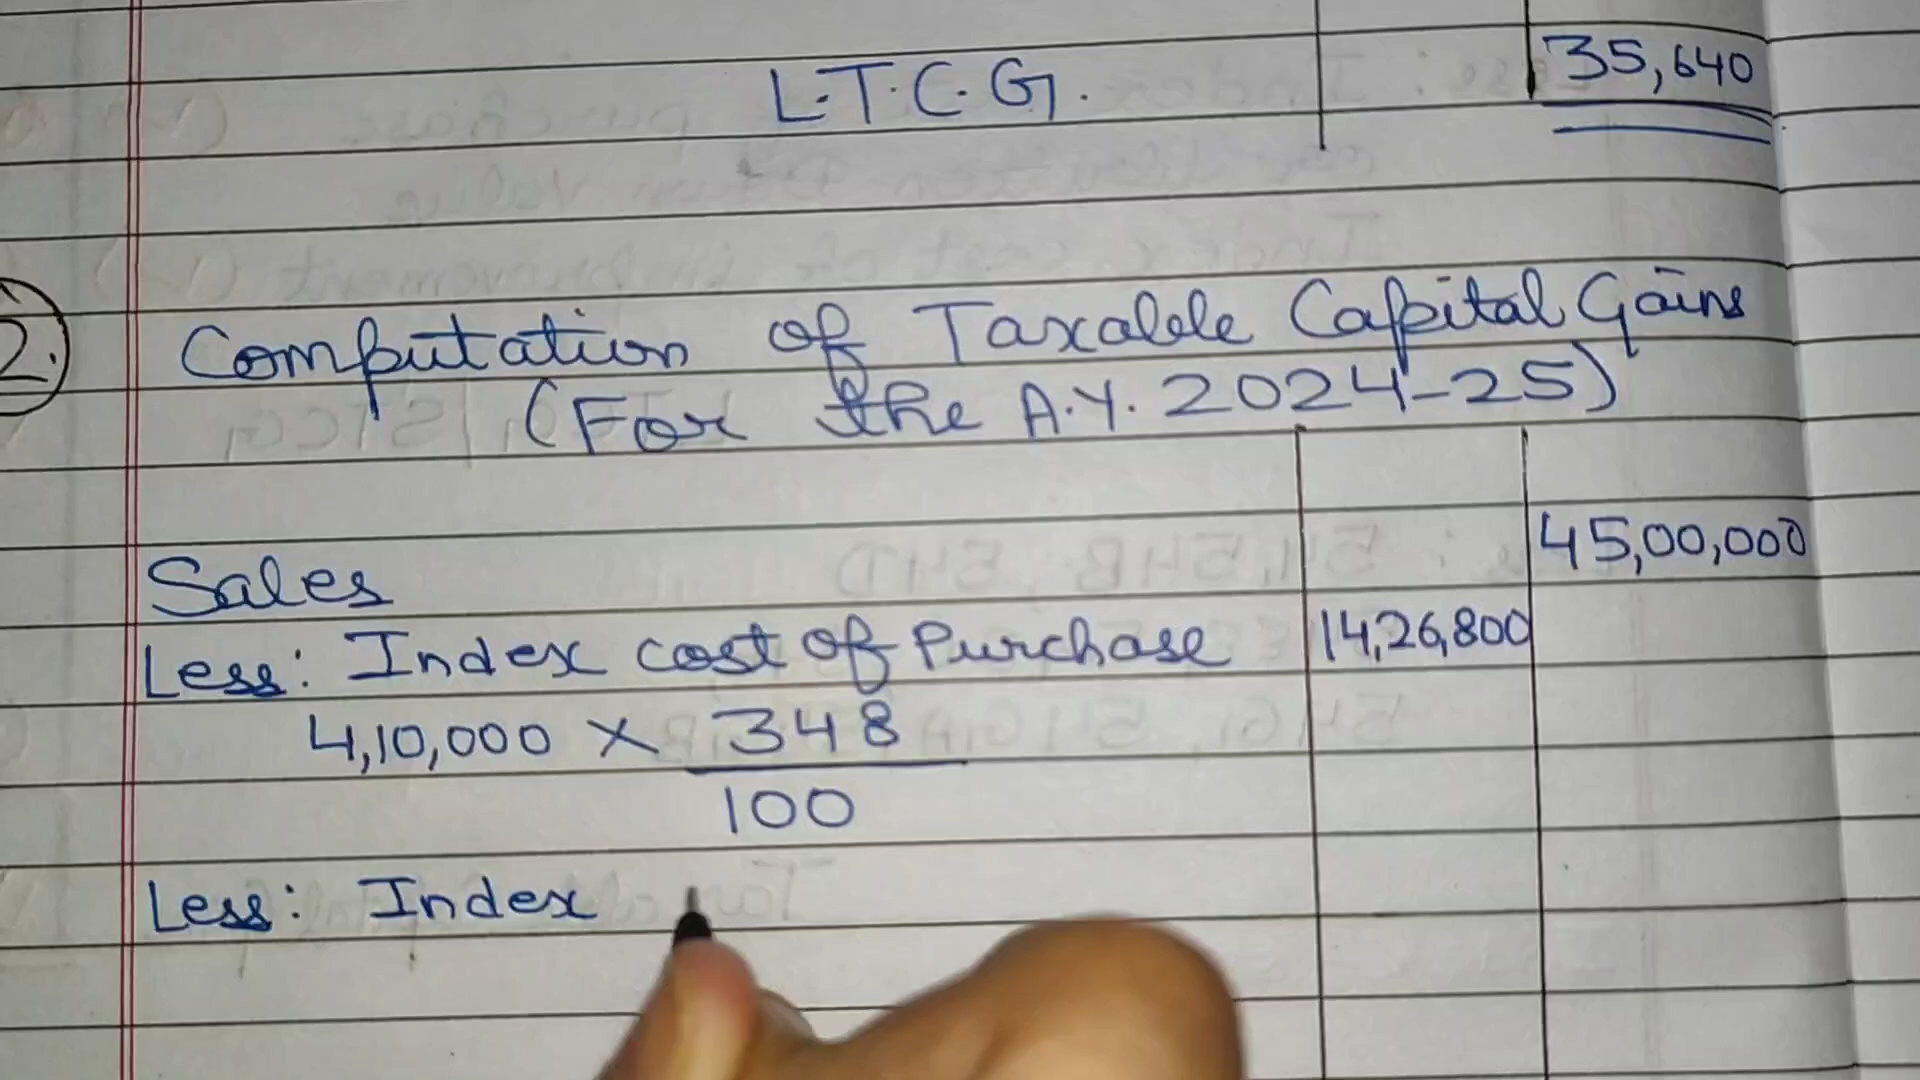 L.T.C.G. 35,640
2. Computation of Taxable Capital Gains
(For the A.Y. 2024-25)
Sales 45,00,000
Less: Index cost of Purchase 14,26,800
4,10,000 × 348
100
Less: Index